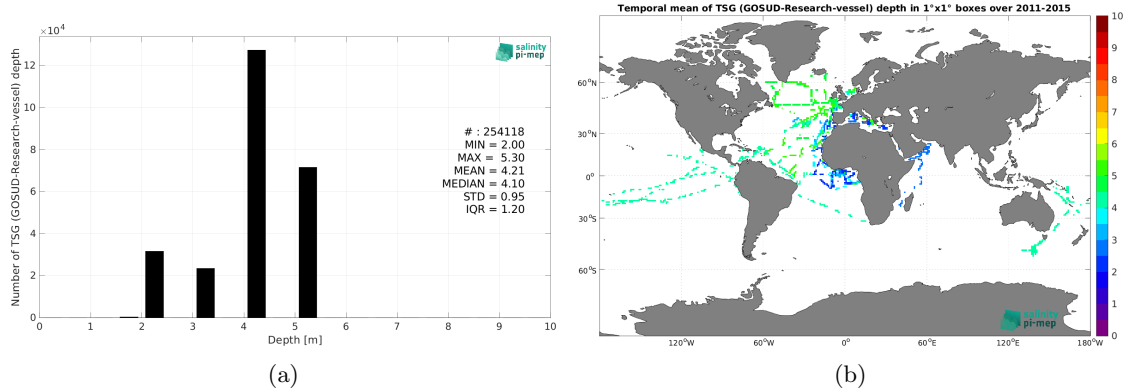 Number of TSG (GOSUD-Research-vessel) depth
×10⁴
12
10
8
6
4
2
0
0 1 2 3 4 5 6 7 8 9 10
Depth [m]
salinity
pi-mep
# : 254118
MIN = 2.00
MAX = 5.30
MEAN = 4.21
MEDIAN = 4.10
STD = 0.95
IQR = 1.20
(a)
Temporal mean of TSG (GOSUD-Research-vessel) depth in 1°x1° boxes over 2011-2015
60°N
30°N
0°
30°S
60°S
120°W 60°W 0° 60°E 120°E 180°W
salinity
pi-mep
10
9
8
7
6
5
4
3
2
1
0
(b)